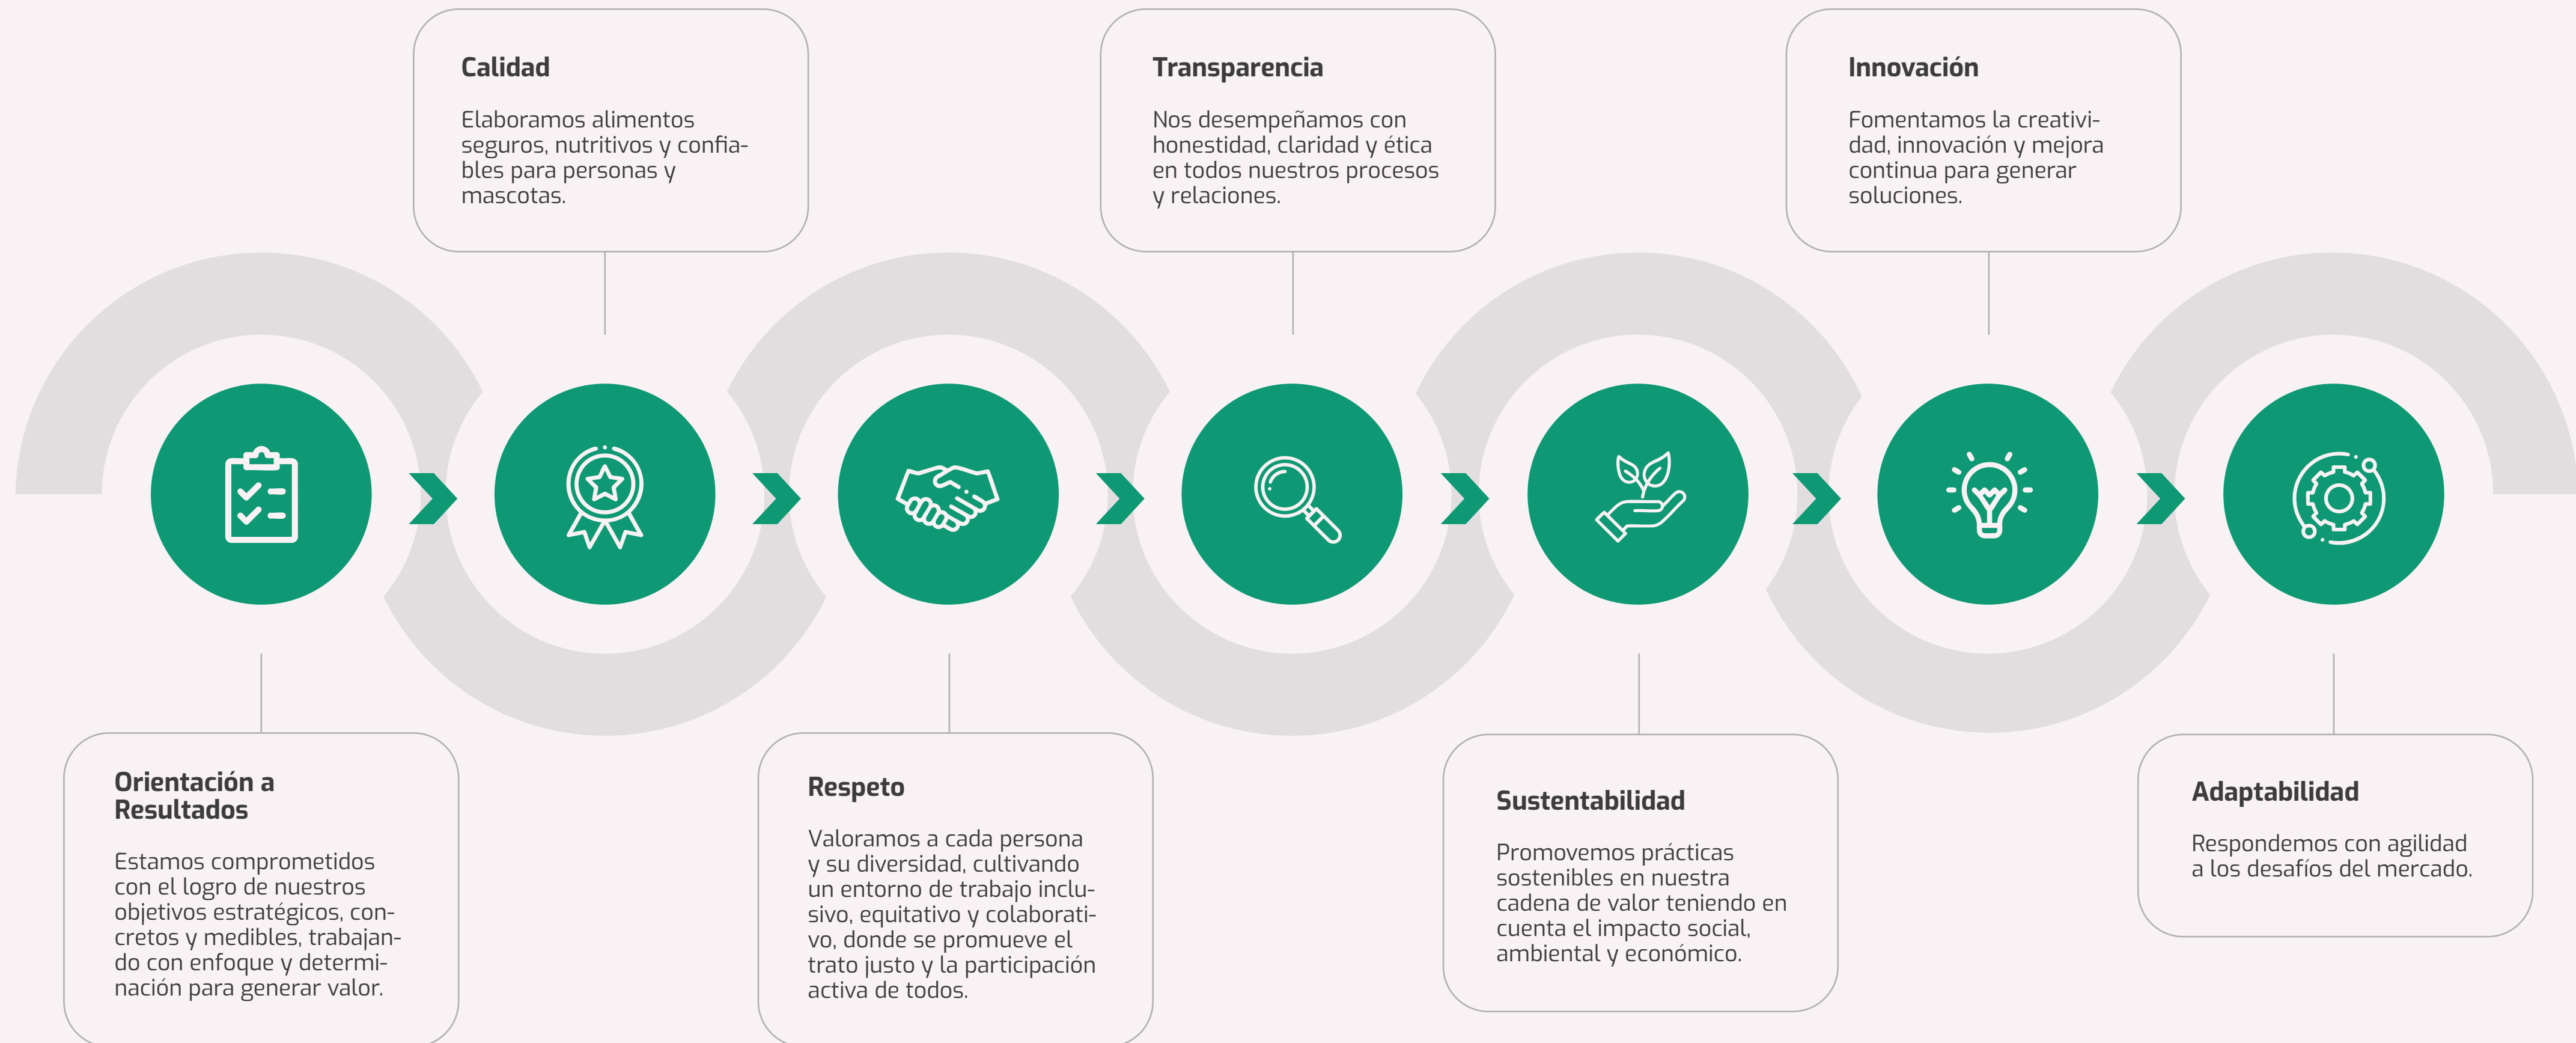 Calidad
Elaboramos alimentos
seguros, nutritivos y confia-
bles para personas y
mascotas.
Transparencia
Nos desempeñamos con
honestidad, claridad y ética
en todos nuestros procesos
y relaciones.
Innovación
Fomentamos la creativi-
dad, innovación y mejora
continua para generar
soluciones.
Orientación a
Resultados
Estamos comprometidos
con el logro de nuestros
objetivos estratégicos, con-
cretos y medibles, trabajan-
do con enfoque y determi-
nación para generar valor.
Respeto
Valoramos a cada persona
y su diversidad, cultivando
un entorno de trabajo inclu-
sivo, equitativo y colaborati-
vo, donde se promueve el
trato justo y la participación
activa de todos.
Sustentabilidad
Promovemos prácticas
sostenibles en nuestra
cadena de valor teniendo en
cuenta el impacto social,
ambiental y económico.
Adaptabilidad
Respondemos con agilidad
a los desafíos del mercado.